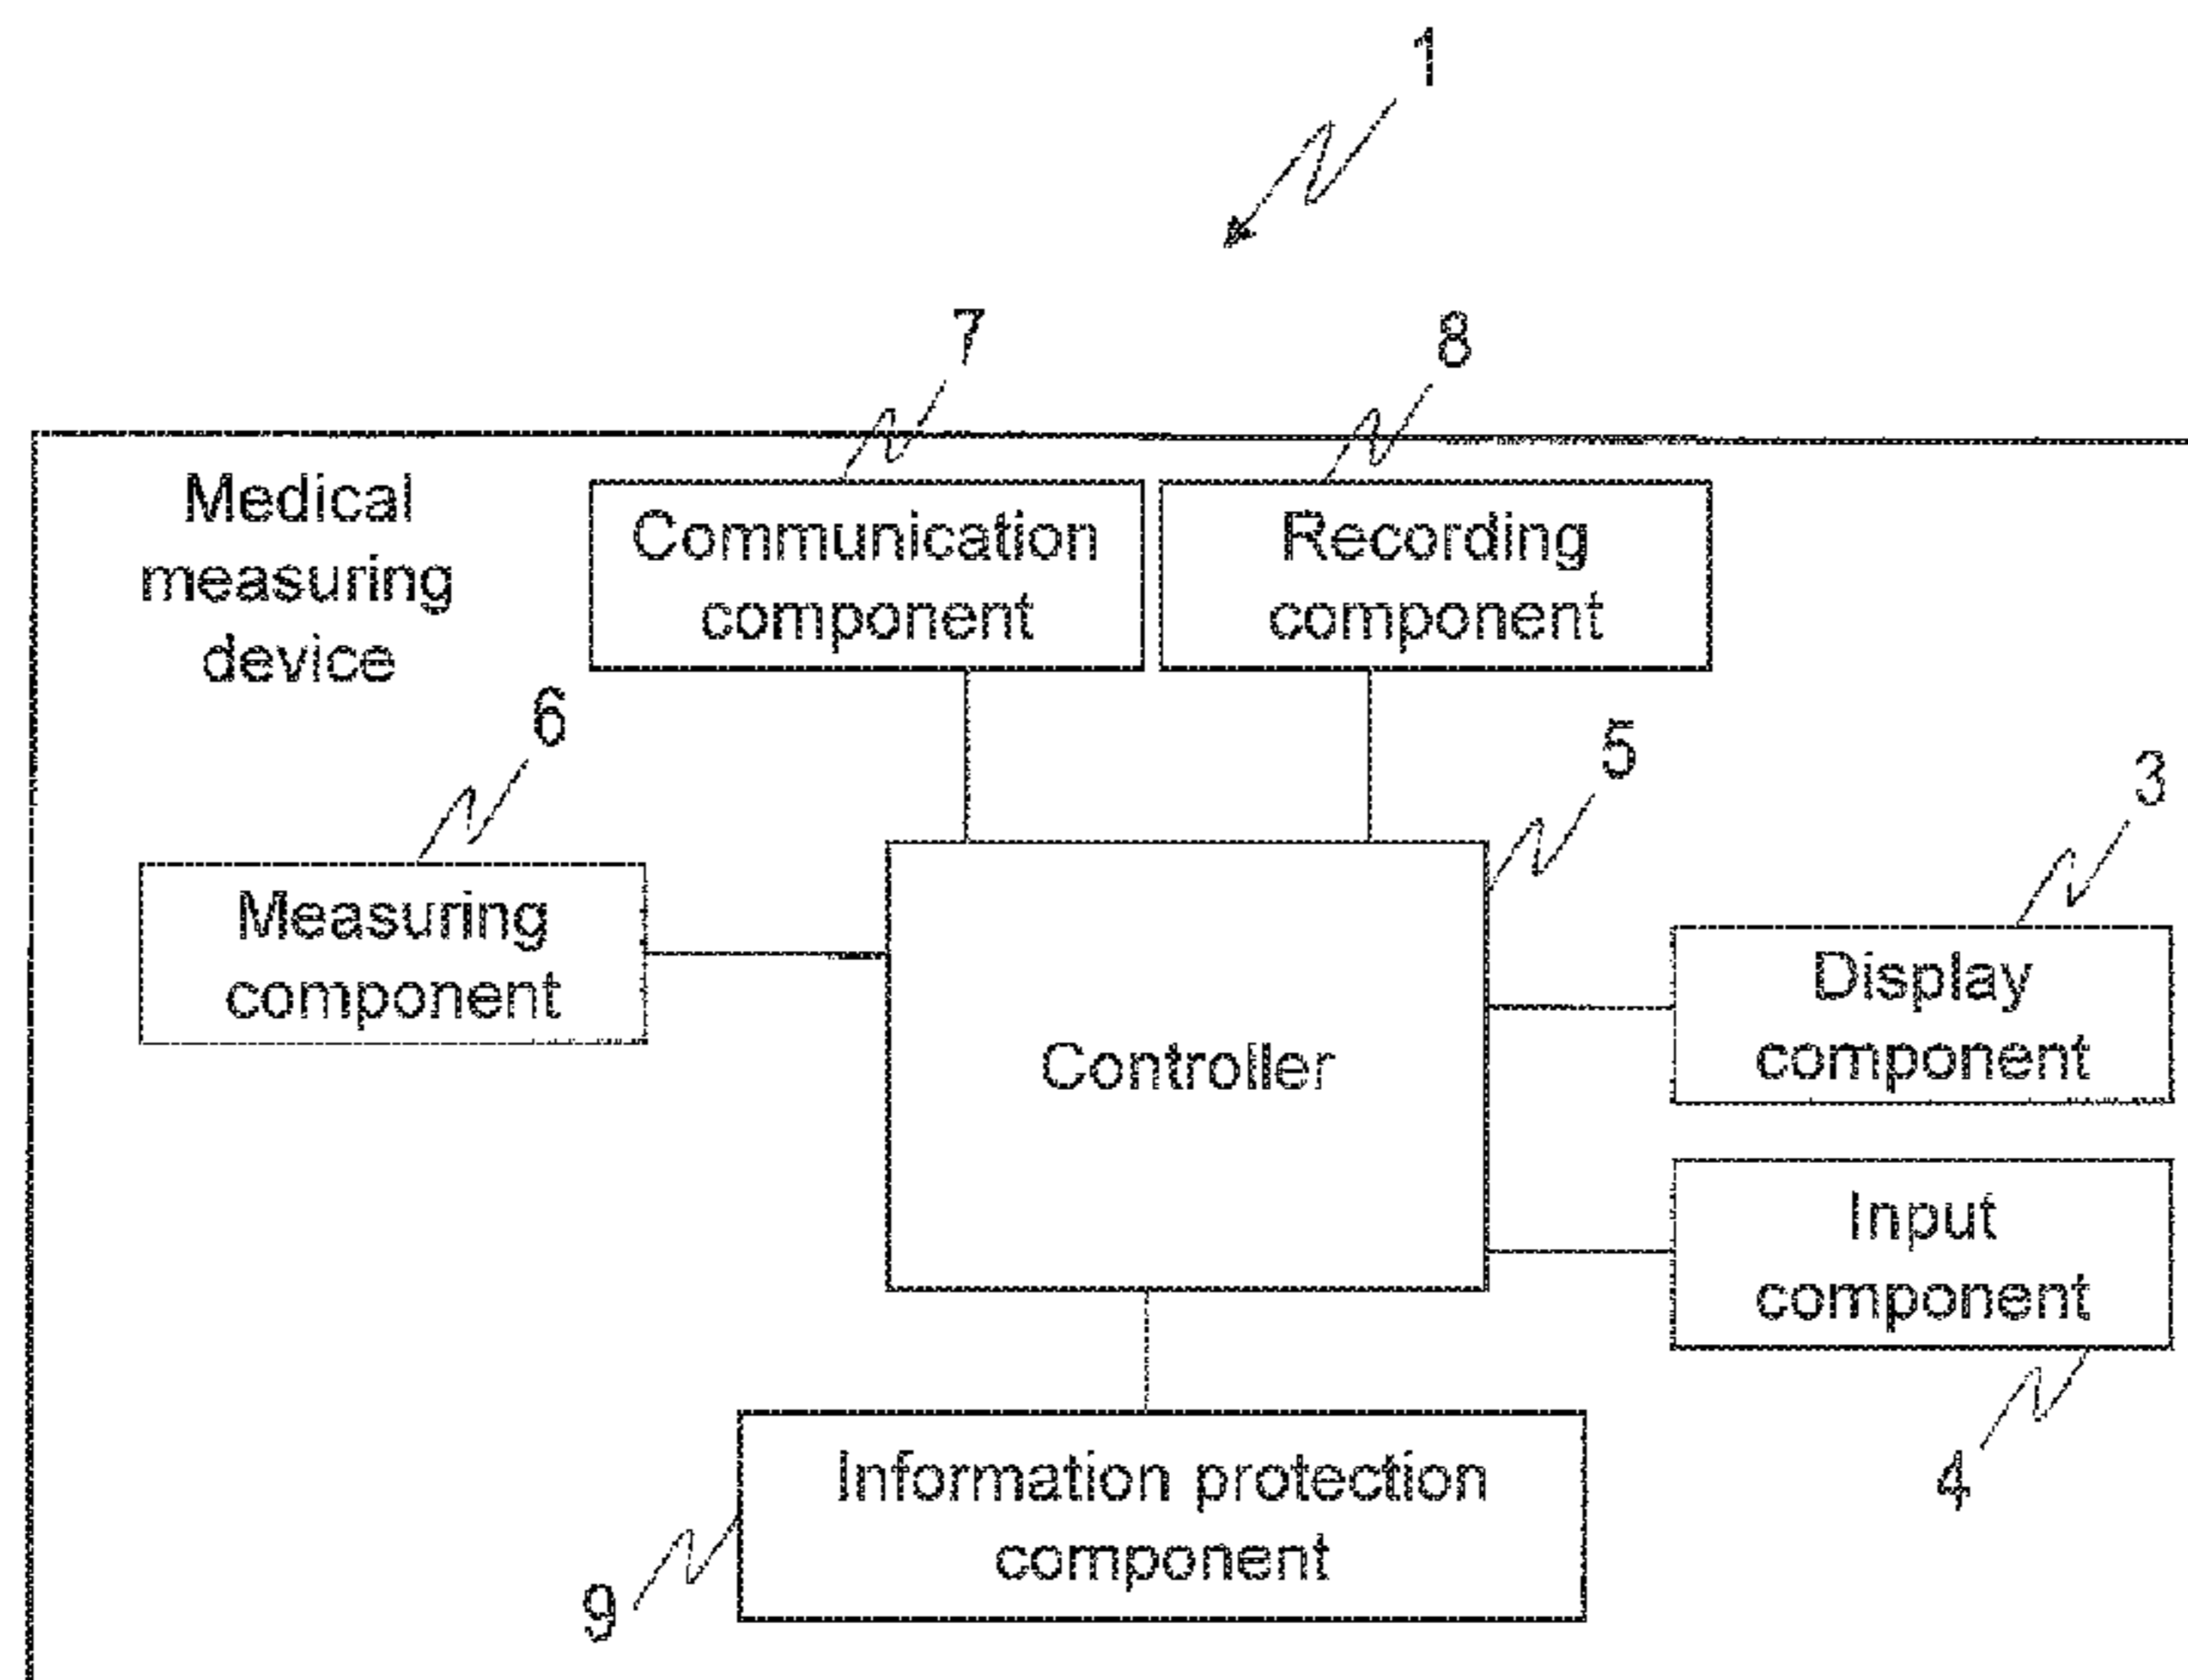 1
7
8
Medical
measuring
device
Communication
component
Recording
component
6
5
3
Measuring
component
Controller
Display
component
Input
component
4
Information protection
component
9